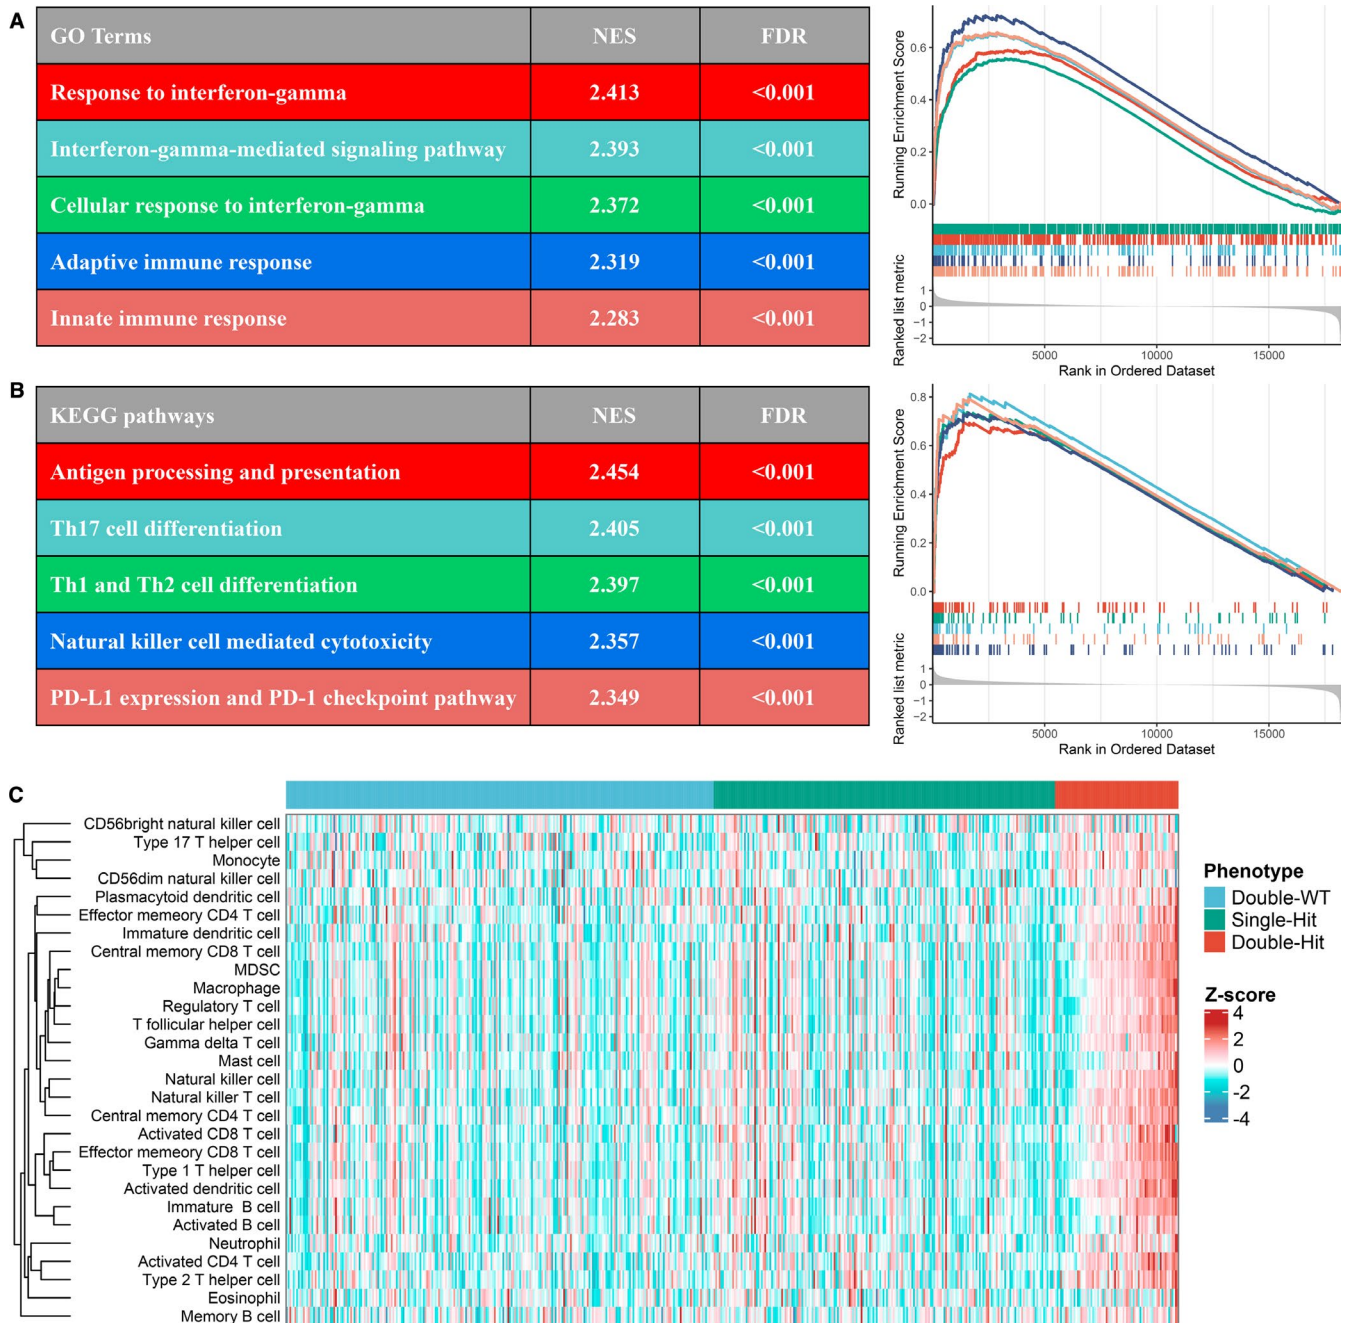 A
GO Terms NES FDR
Response to interferon-gamma 2.413 <0.001
Interferon-gamma-mediated signaling pathway 2.393 <0.001
Cellular response to interferon-gamma 2.372 <0.001
Adaptive immune response 2.319 <0.001
Innate immune response 2.283 <0.001
Running Enrichment Score
0.6
0.4
0.2
0.0
Ranked list metric
1
0
−1
−2
5000 10000 15000
Rank in Ordered Dataset
B
KEGG pathways NES FDR
Antigen processing and presentation 2.454 <0.001
Th17 cell differentiation 2.405 <0.001
Th1 and Th2 cell differentiation 2.397 <0.001
Natural killer cell mediated cytotoxicity 2.357 <0.001
PD-L1 expression and PD-1 checkpoint pathway 2.349 <0.001
Running Enrichment Score
0.8
0.6
0.4
0.2
0.0
Ranked list metric
1
0
−1
−2
5000 10000 15000
Rank in Ordered Dataset
C
CD56bright natural killer cell
Type 17 T helper cell
Monocyte
CD56dim natural killer cell
Plasmacytoid dendritic cell
Effector memeory CD4 T cell
Immature dendritic cell
Central memory CD8 T cell
MDSC
Macrophage
Regulatory T cell
T follicular helper cell
Gamma delta T cell
Mast cell
Natural killer cell
Natural killer T cell
Central memory CD4 T cell
Activated CD8 T cell
Effector memeory CD8 T cell
Type 1 T helper cell
Activated dendritic cell
Immature B cell
Activated B cell
Neutrophil
Activated CD4 T cell
Type 2 T helper cell
Eosinophil
Memory B cell
Phenotype
Double-WT
Single-Hit
Double-Hit
Z-score
4
2
0
-2
-4